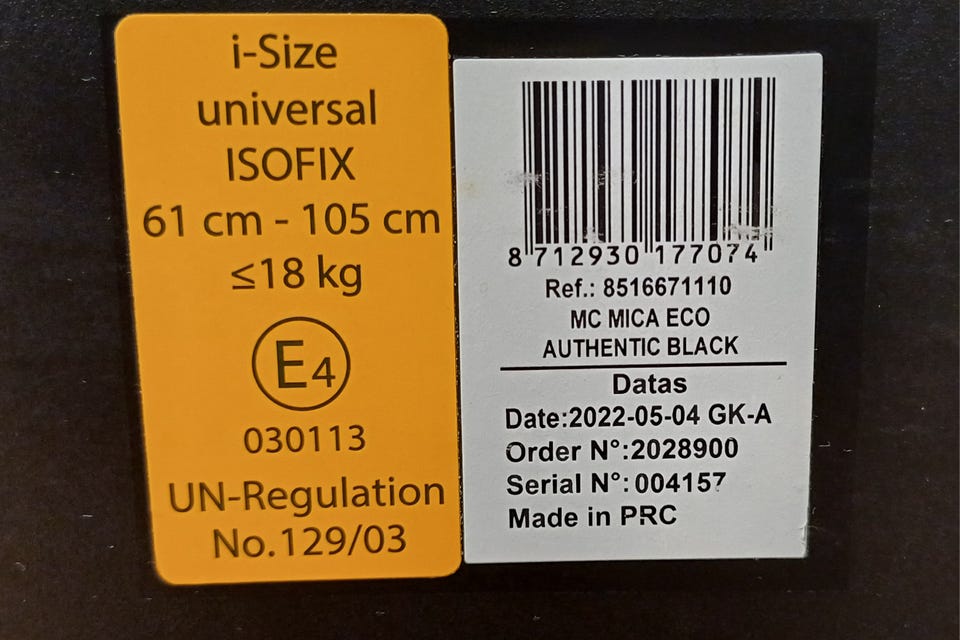 i-Size
universal
ISOFIX
61 cm - 105 cm
≤18 kg
E4
030113
UN-Regulation
No.129/03
8 712930 177074
Ref.: 8516671110
MC MICA ECO
AUTHENTIC BLACK
Datas
Date:2022-05-04 GK-A
Order N°:2028900
Serial N°:004157
Made in PRC